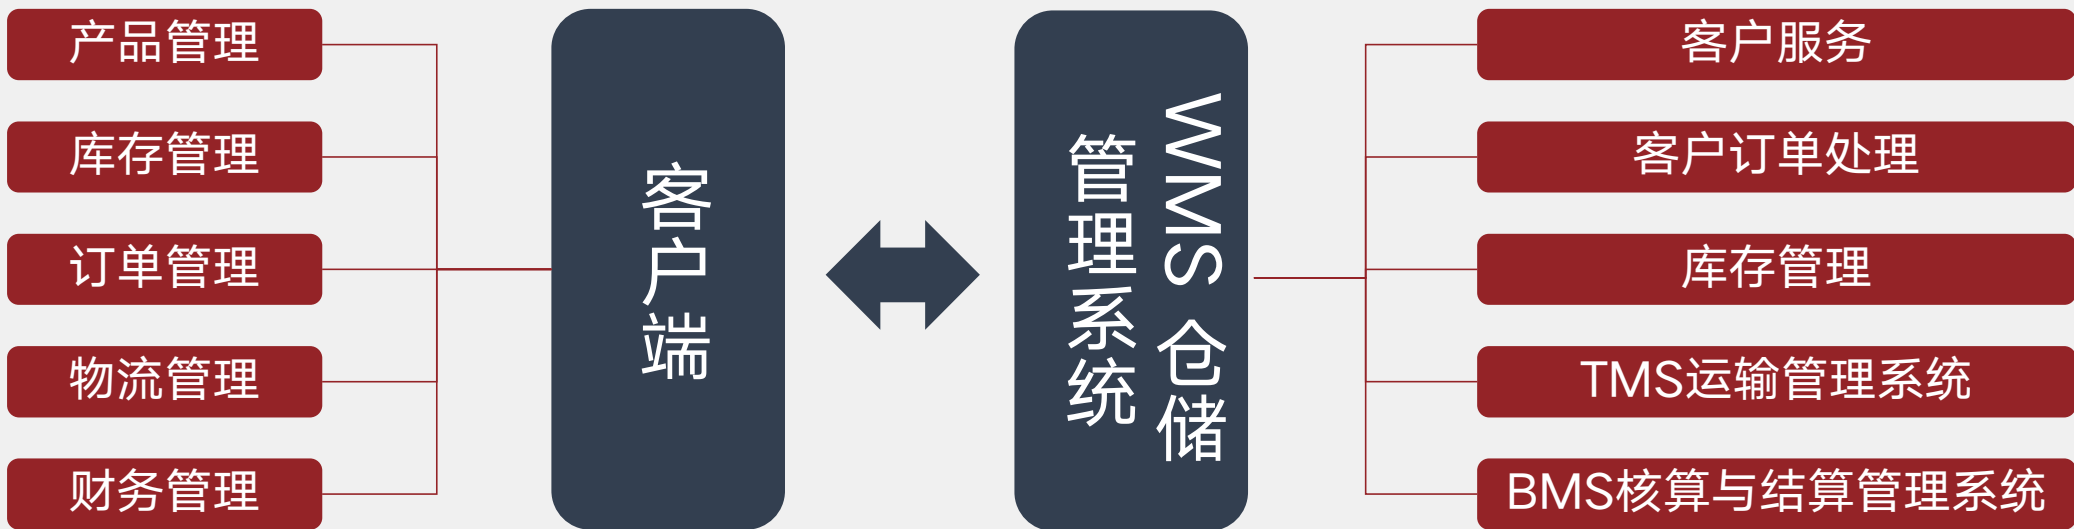 产品管理
库存管理
订单管理
物流管理
财务管理
客户端
WMS 仓储
管理系统
客户服务
客户订单处理
库存管理
TMS运输管理系统
BMS核算与结算管理系统